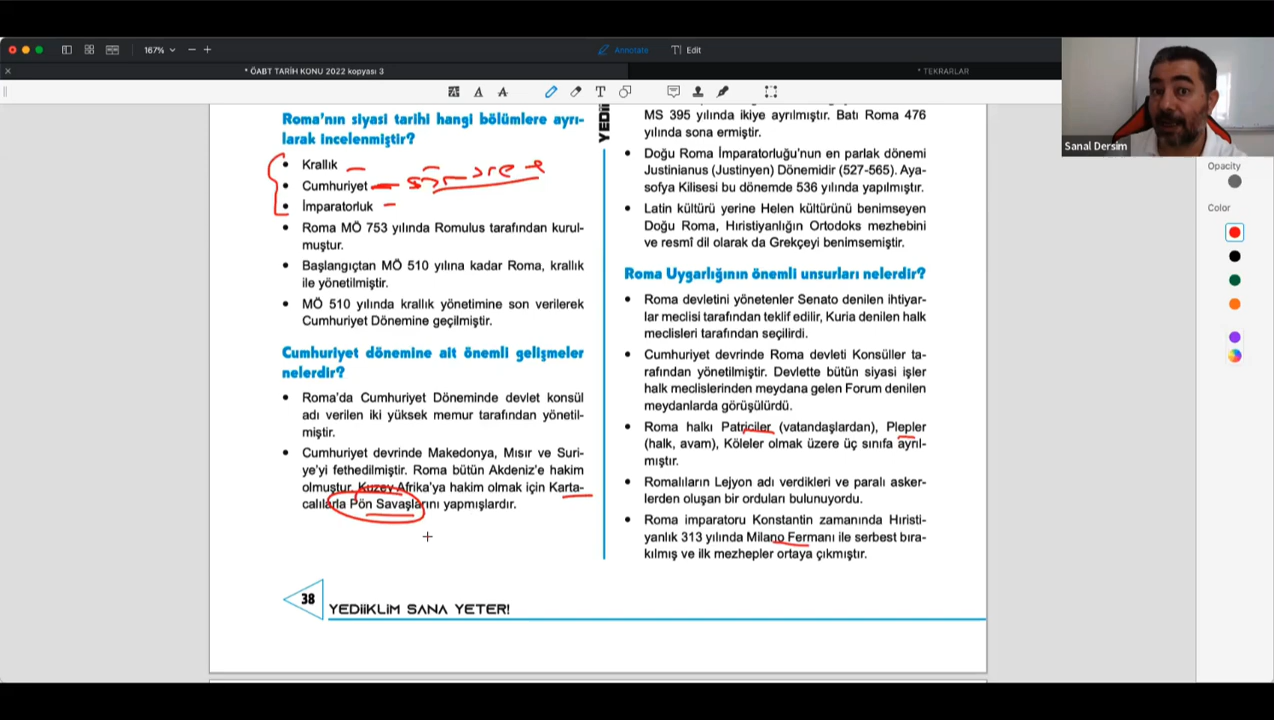 167%
Annotate
Edit
* ÖABT TARİH KONU 2022 kopyası 3
* TEKRARLAR
Sanal Dersim
Opacity
Color
Roma'nın siyasi tarihi hangi bölümlere ayrı-
larak incelenmiştir?
• Krallık
• Cumhuriyet
• İmparatorluk
• Roma MÖ 753 yılında Romulus tarafından kurul-
muştur.
• Başlangıçtan MÖ 510 yılına kadar Roma, krallık
ile yönetilmiştir.
• MÖ 510 yılında krallık yönetimine son verilerek
Cumhuriyet Dönemine geçilmiştir.
Cumhuriyet dönemine ait önemli gelişmeler
nelerdir?
• Roma'da Cumhuriyet Döneminde devlet konsül
adı verilen iki yüksek memur tarafından yönetil-
miştir.
• Cumhuriyet devrinde Makedonya, Mısır ve Suri-
ye'yi fethedilmiştir. Roma bütün Akdeniz'e hakim
olmuştur. Kuzey Afrika'ya hakim olmak için Karta-
calılarla Pön Savaşlarını yapmışlardır.
YEDİİ
MS 395 yılında ikiye ayrılmıştır. Batı Roma 476
yılında sona ermiştir.
• Doğu Roma İmparatorluğu'nun en parlak dönemi
Justinianus (Justinyen) Dönemidir (527-565). Aya-
sofya Kilisesi bu dönemde 536 yılında yapılmıştır.
• Latin kültürü yerine Helen kültürünü benimseyen
Doğu Roma, Hıristiyanlığın Ortodoks mezhebini
ve resmî dil olarak da Grekçeyi benimsemiştir.
Roma Uygarlığının önemli unsurları nelerdir?
• Roma devletini yönetenler Senato denilen ihtiyar-
lar meclisi tarafından teklif edilir, Kuria denilen halk
meclisleri tarafından seçilirdi.
• Cumhuriyet devrinde Roma devleti Konsüller ta-
rafından yönetilmiştir. Devlette bütün siyasi işler
halk meclislerinden meydana gelen Forum denilen
meydanlarda görüşülürdü.
• Roma halkı Patriciler (vatandaşlardan), Plepler
(halk, avam), Köleler olmak üzere üç sınıfa ayrıl-
mıştır.
• Romalıların Lejyon adı verdikleri ve paralı asker-
lerden oluşan bir orduları bulunuyordu.
• Roma imparatoru Konstantin zamanında Hıristi-
yanlık 313 yılında Milano Fermanı ile serbest bıra-
kılmış ve ilk mezhepler ortaya çıkmıştır.
38
YEDİİKLİM SANA YETER!